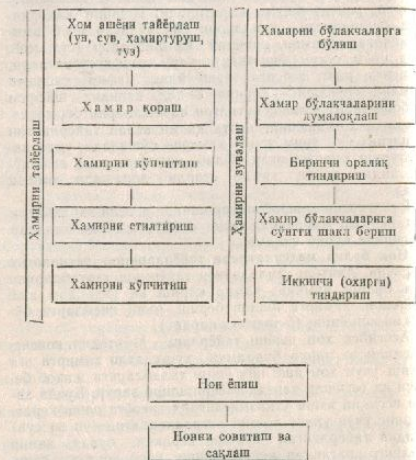 Хамирни тайёрлаш
Хом ашёни тайёрлаш
(ун, сув, хамиртуруш,
туз)
Хамир қориш
Хамирни кўпчитиш
Хамирни етилтириш
Хамирни кўпчитиш
Хамирни зувалаш
Хамирни бўлакчаларга
бўлиш
Хамир бўлакчаларини
думалоқлаш
Биринчи оралиқ
тиндириш
Хамир бўлакчаларига
сўнгги шакл бериш
Иккинчи (охирги)
тиндириш
Нон ёпиш
Нонни совитиш ва
сақлаш